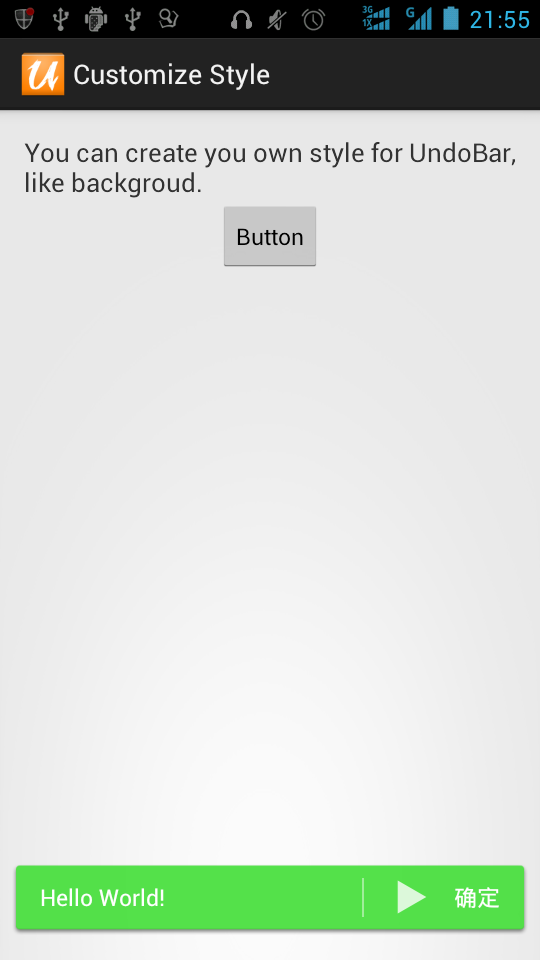 3G
1X
G
21:55
U
Customize Style
You can create you own style for UndoBar,
like backgroud.
Button
Hello World!
确定